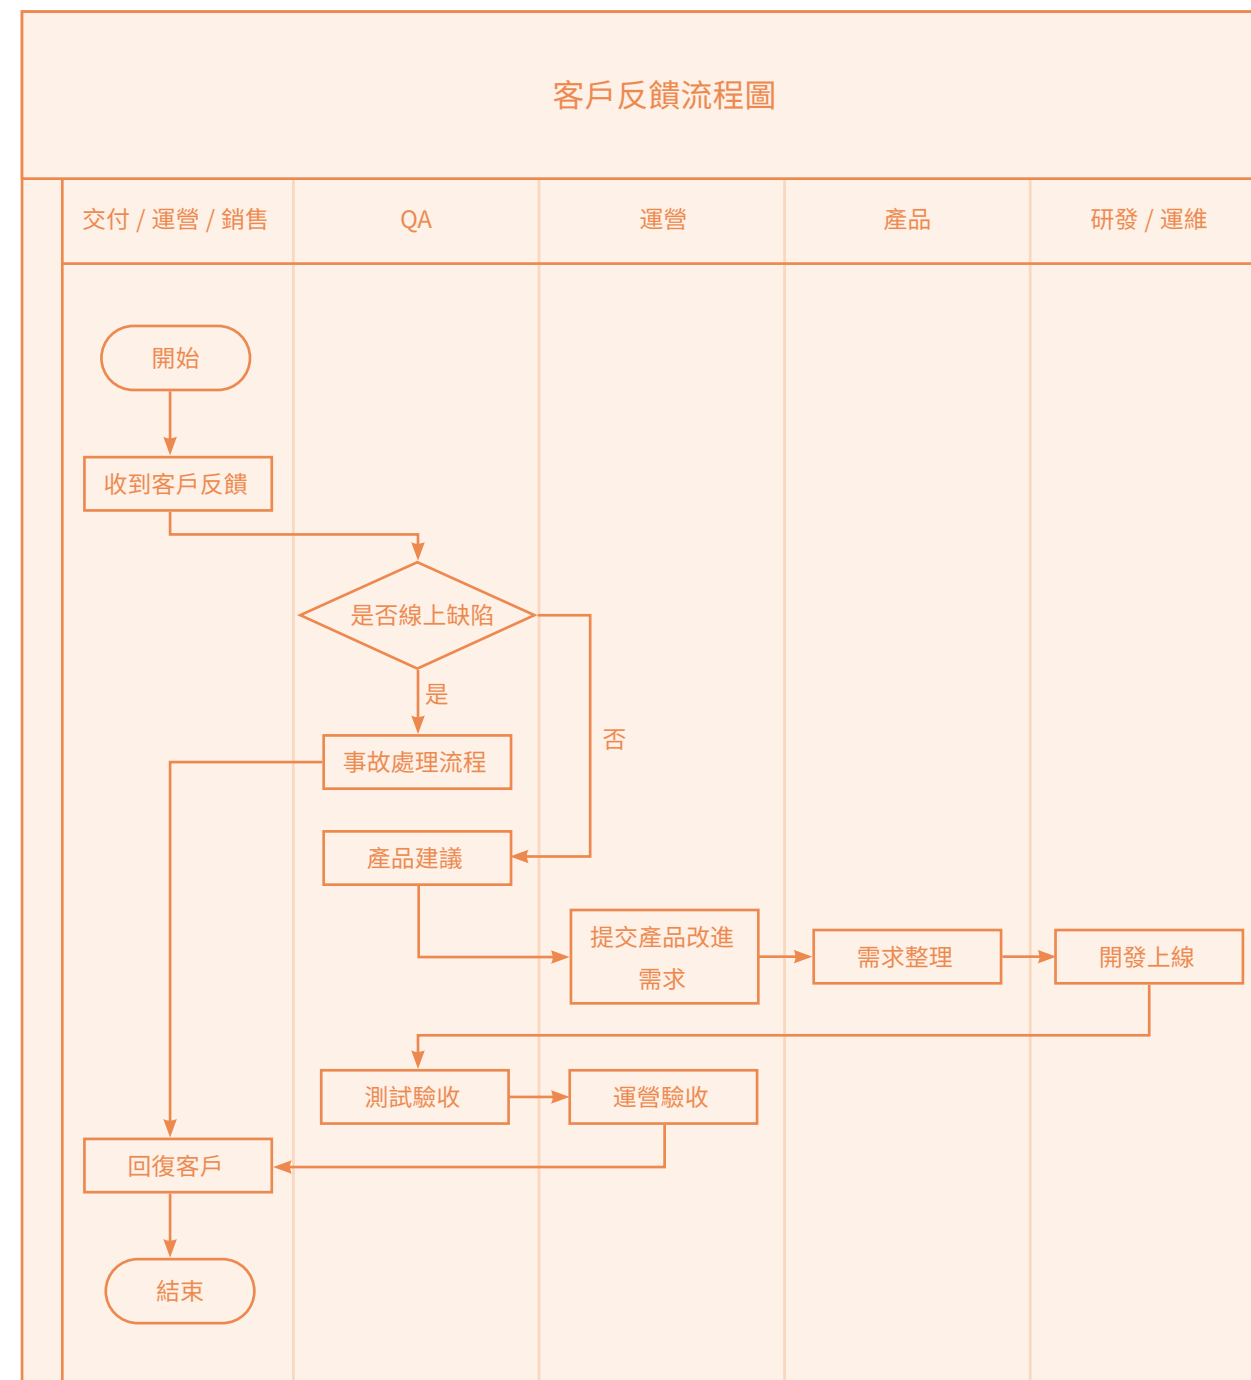 客戶反饋流程圖
交付 / 運營 / 銷售
QA
運營
產品
研發 / 運維
開始
收到客戶反饋
是否線上缺陷
是
否
事故處理流程
產品建議
提交產品改進
需求
需求整理
開發上線
測試驗收
運營驗收
回復客戶
結束